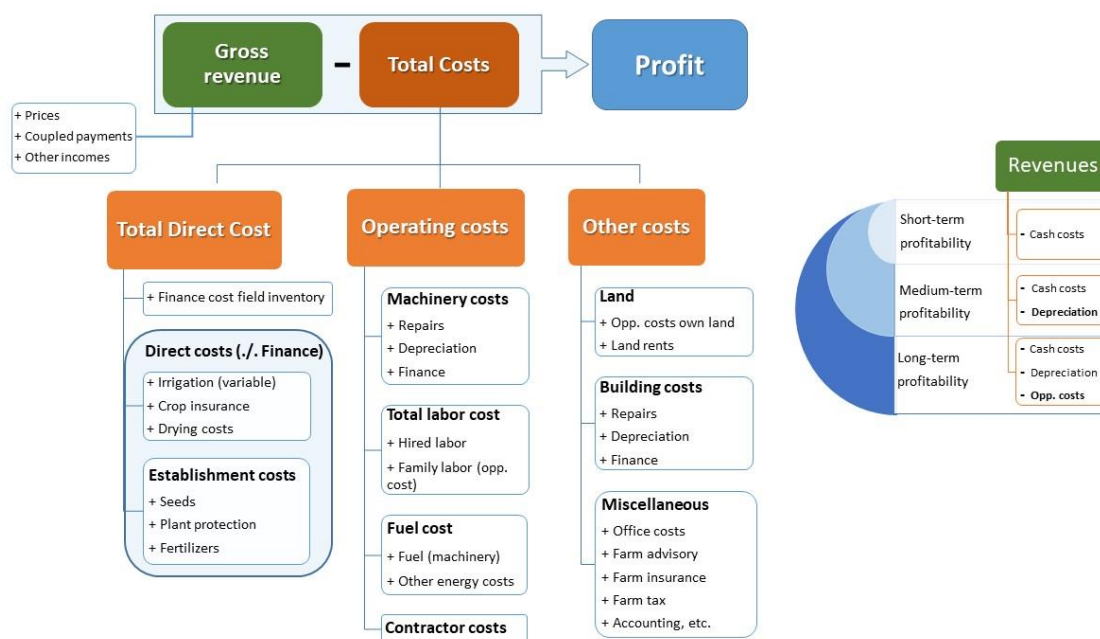 Gross
revenue
-
Total Costs
Profit
+ Prices
+ Coupled payments
+ Other incomes
Total Direct Cost
+ Finance cost field inventory
Direct costs (./. Finance)
+ Irrigation (variable)
+ Crop insurance
+ Drying costs
Establishment costs
+ Seeds
+ Plant protection
+ Fertilizers
Operating costs
Machinery costs
+ Repairs
+ Depreciation
+ Finance
Total labor cost
+ Hired labor
+ Family labor (opp.
cost)
Fuel cost
+ Fuel (machinery)
+ Other energy costs
Contractor costs
Other costs
Land
+ Opp. costs own land
+ Land rents
Building costs
+ Repairs
+ Depreciation
+ Finance
Miscellaneous
+ Office costs
+ Farm advisory
+ Farm insurance
+ Farm tax
+ Accounting, etc.
Revenues
Short-term
profitability
- Cash costs
Medium-term
profitability
- Cash costs
- Depreciation
Long-term
profitability
- Cash costs
- Depreciation
- Opp. costs